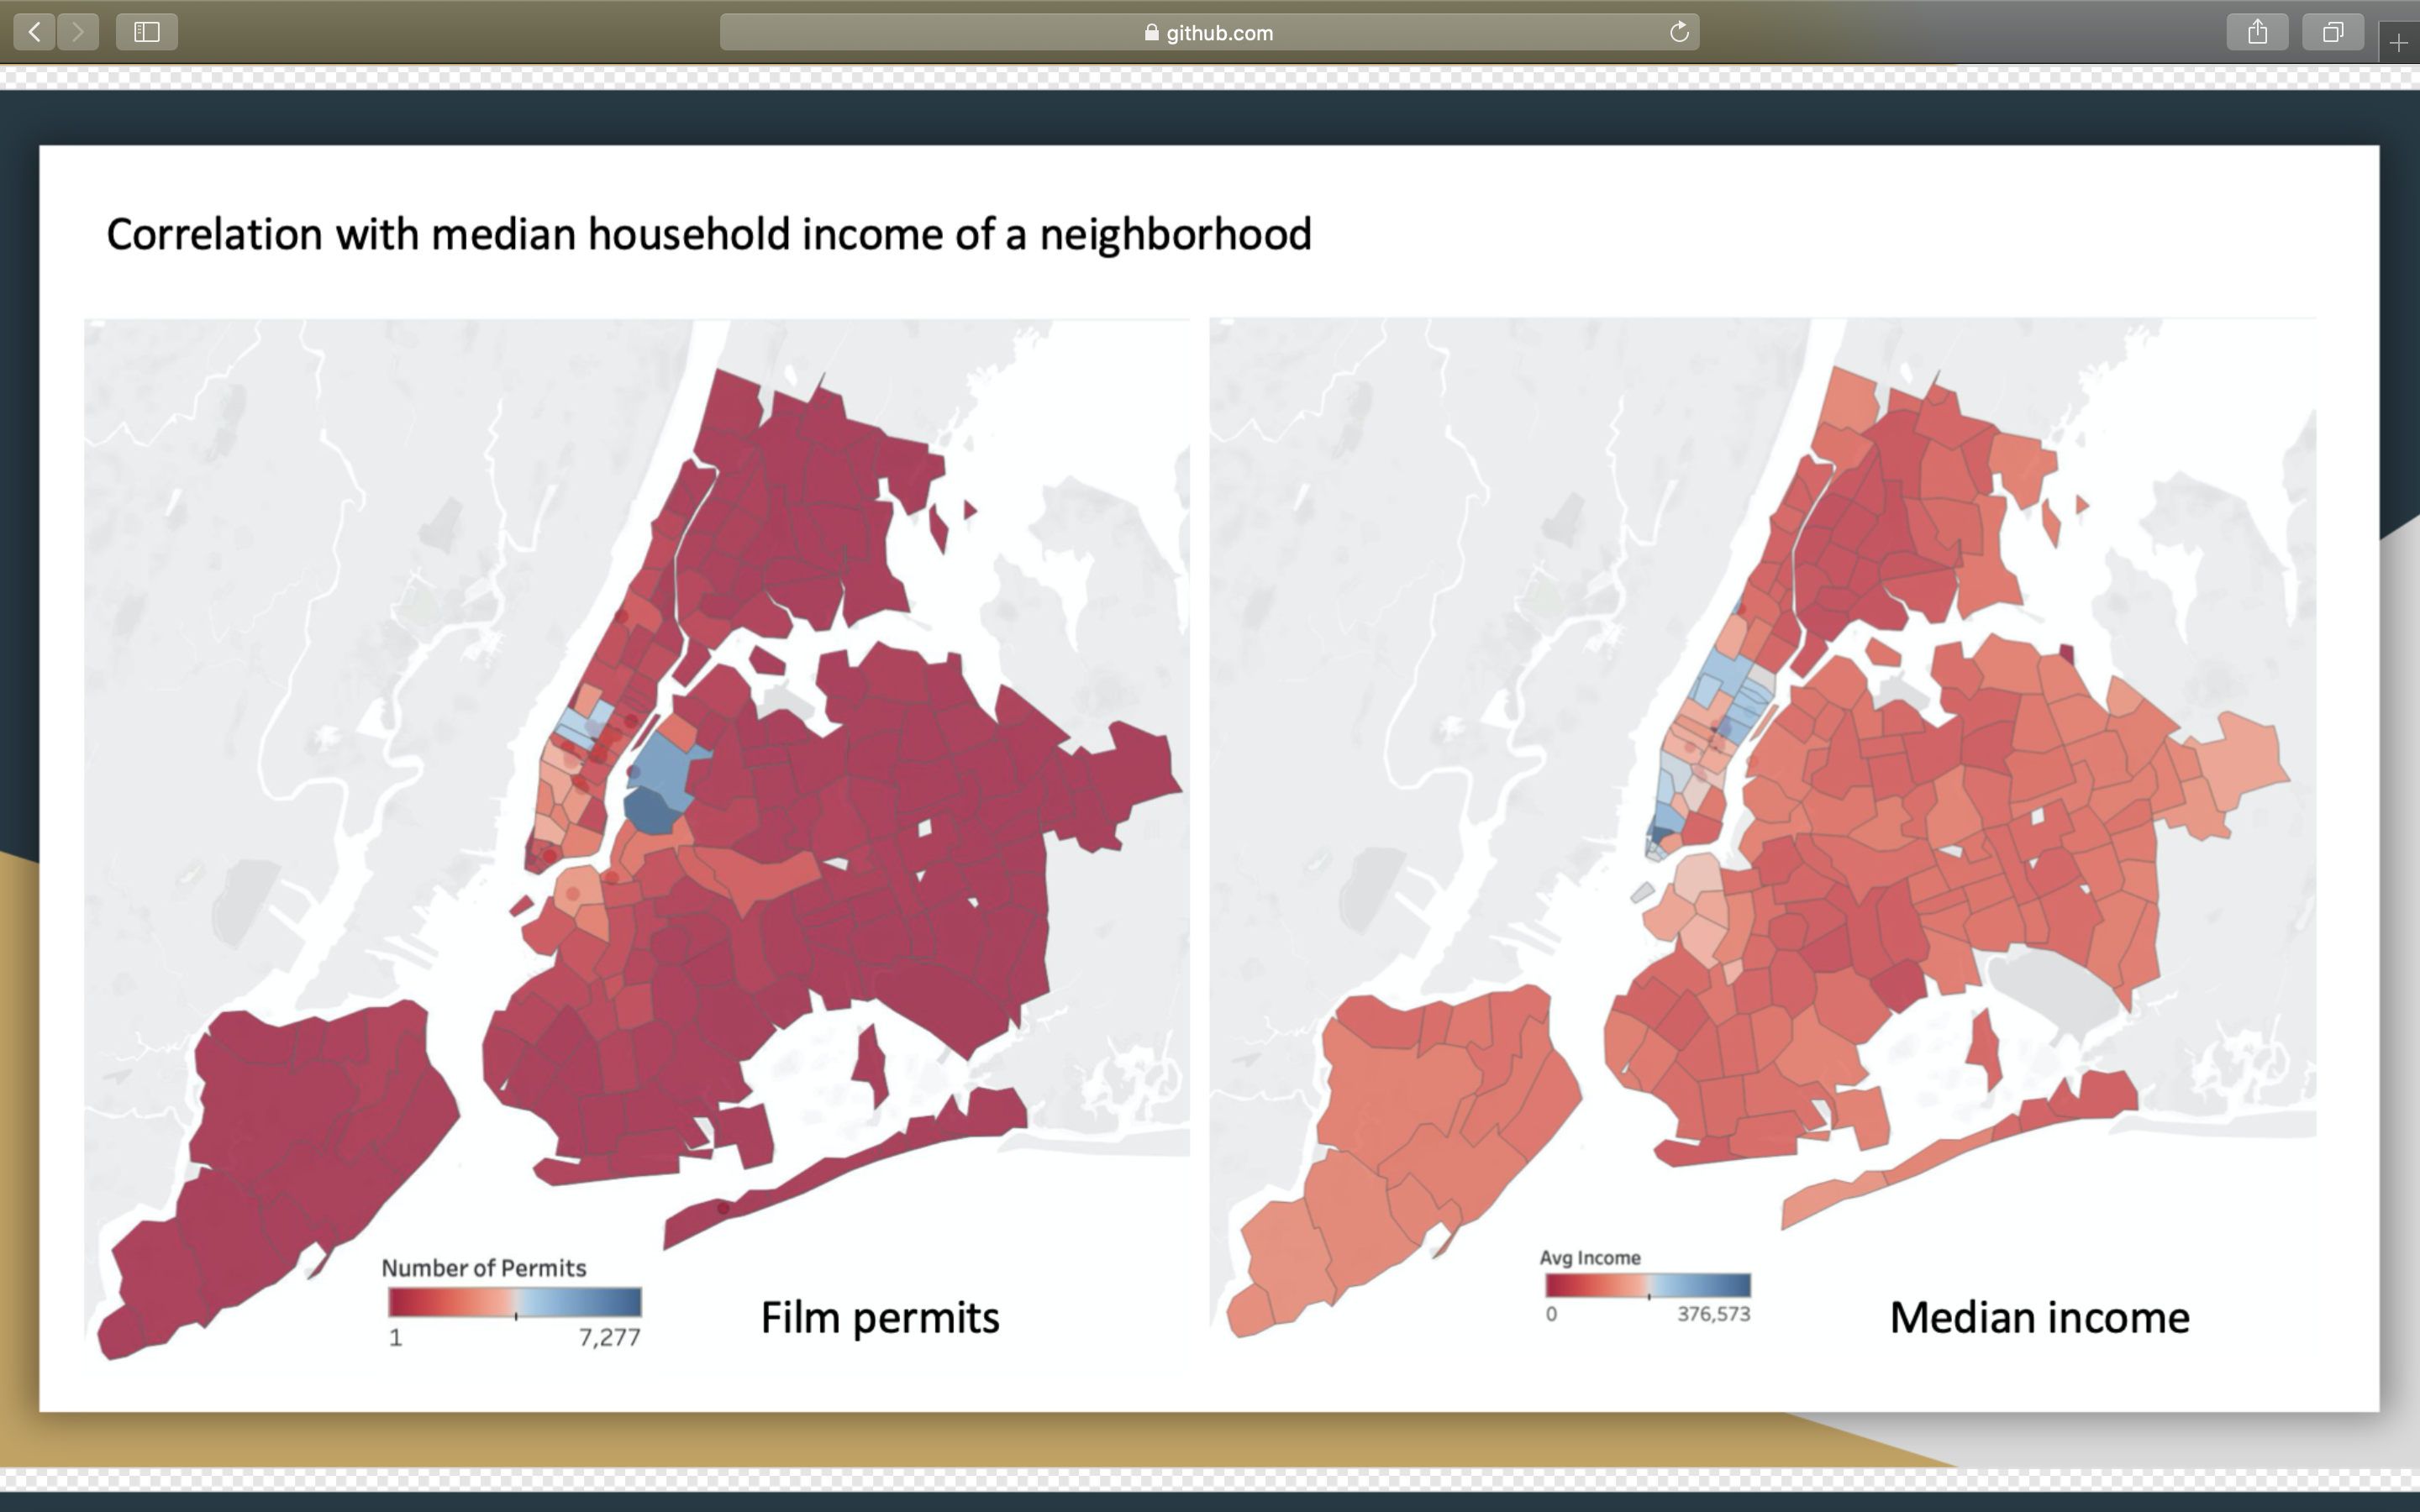 github.com
Correlation with median household income of a neighborhood
Number of Permits
1 7,277
Film permits
Avg Income
0 376,573
Median income